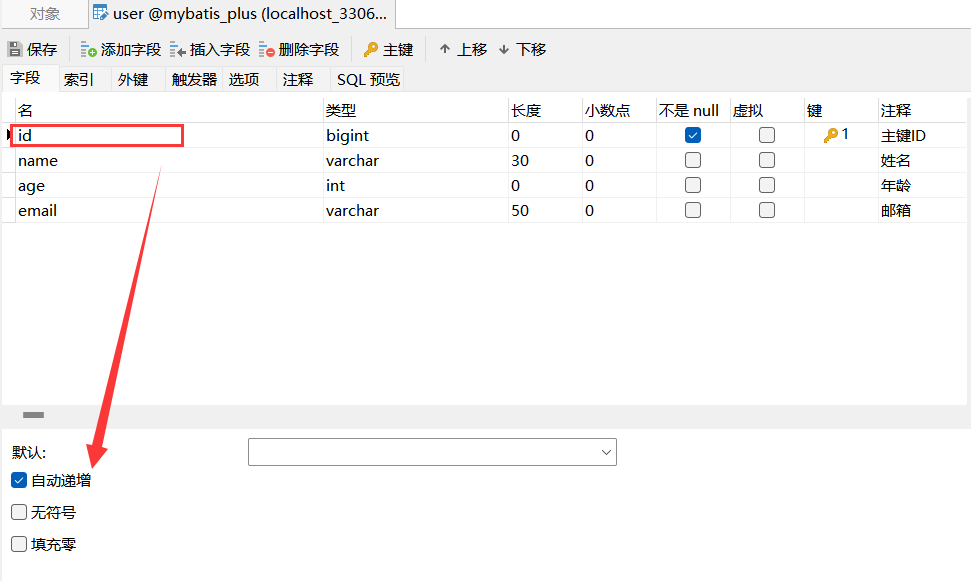 对象 user @mybatis_plus (localhost_3306...
保存 添加字段 插入字段 删除字段 主键 上移 下移
字段 索引 外键 触发器 选项 注释 SQL 预览
名 类型 长度 小数点 不是 null 虚拟 键 注释
id bigint 0 0 1 主键ID
name varchar 30 0 姓名
age int 0 0 年龄
email varchar 50 0 邮箱
默认:
自动递增
无符号
填充零